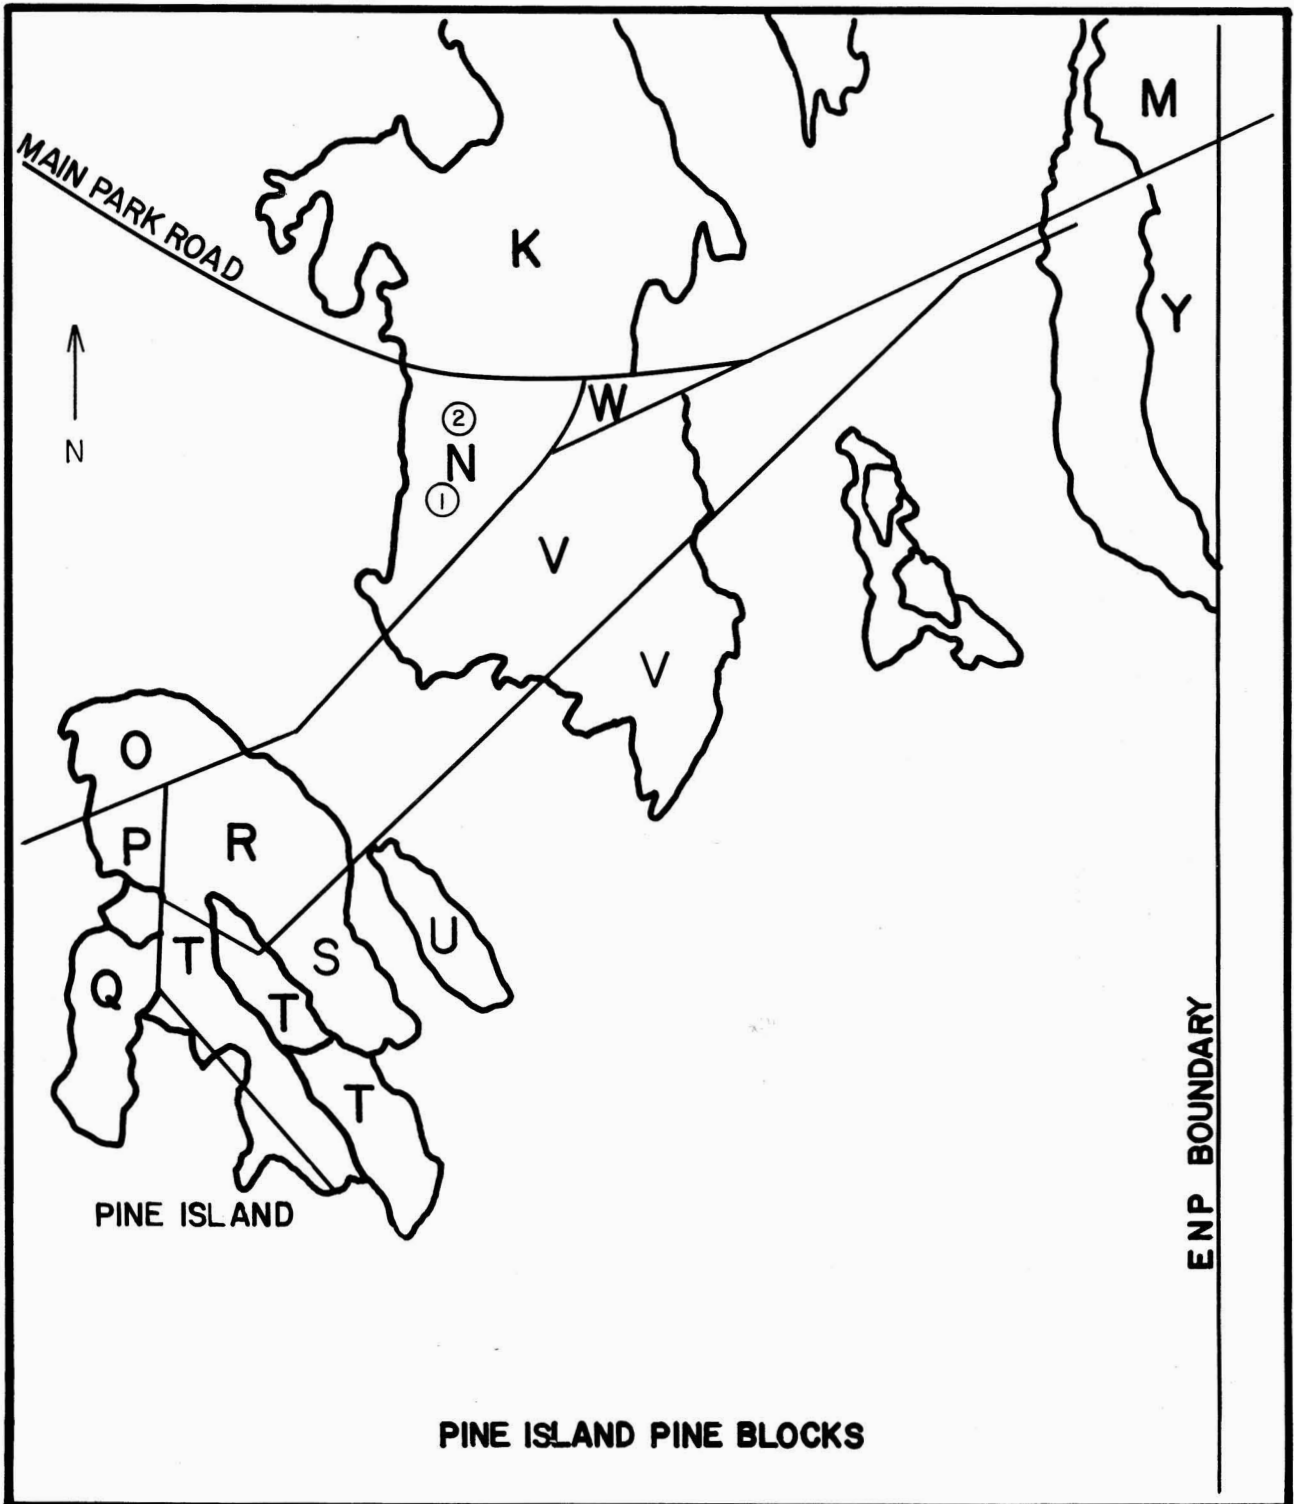 M
MAIN PARK ROAD
K
Y
W
2
N
N
1
V
V
O
P
R
U
T
S
Q
T
T
ENP BOUNDARY
PINE ISLAND
PINE ISLAND PINE BLOCKS